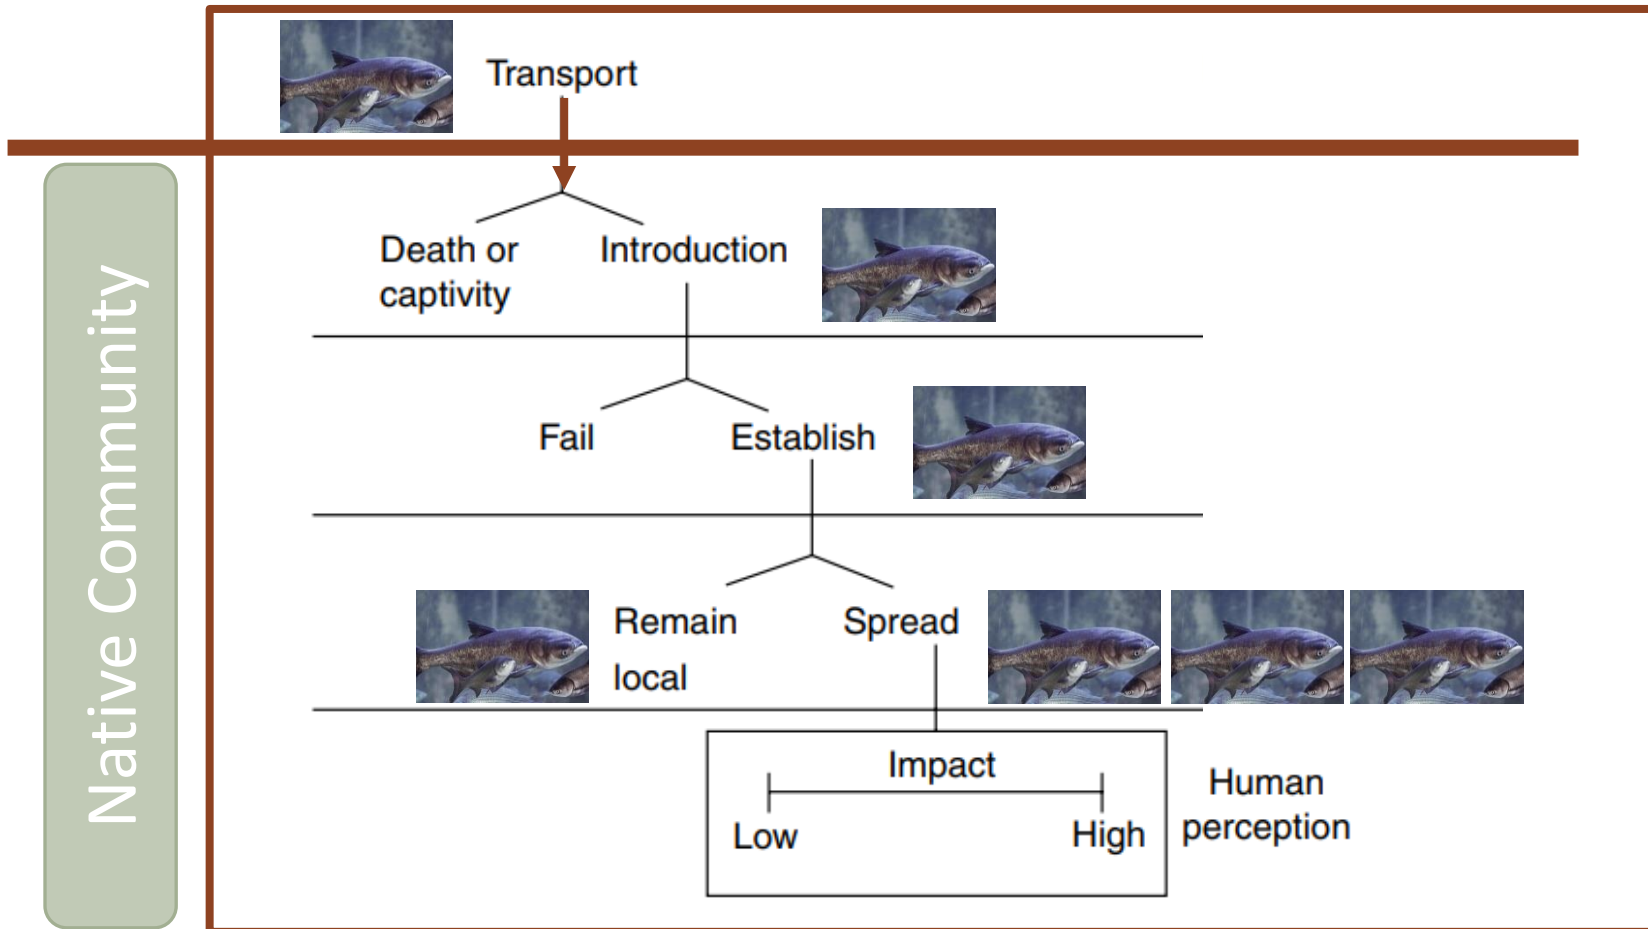 Transport
Native Community
Death or
captivity
Introduction
Fail
Establish
Remain
local
Spread
Impact
Low
High
Human
perception